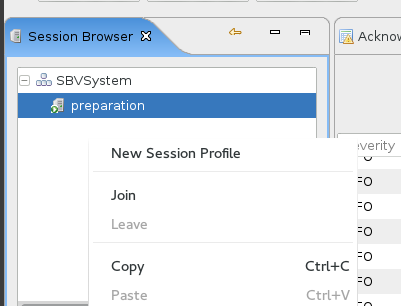 Session Browser
Ackno
SBVSystem
preparation
New Session Profile
everity
Join
FO
Leave
FO
FO
Copy Ctrl+C
FO
Paste Ctrl+V
FO